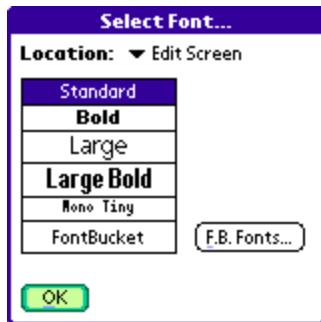 Select Font...
Location: Edit Screen
Standard
Bold
Large
Large Bold
Mono Tiny
FontBucket
F.B. Fonts...
OK